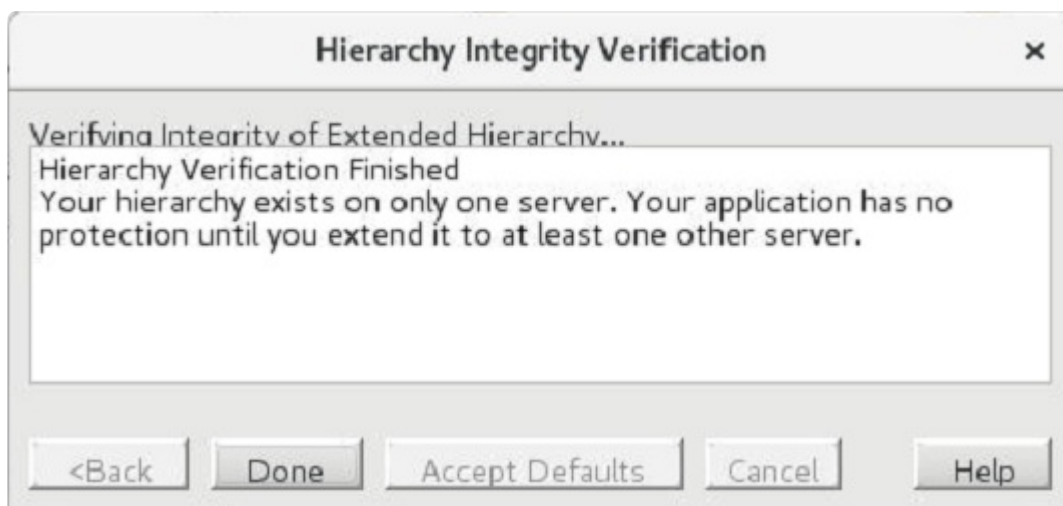 Hierarchy Integrity Verification
Verifying Integrity of Extended Hierarchy...
Hierarchy Verification Finished
Your hierarchy exists on only one server. Your application has no
protection until you extend it to at least one other server.
<Back Done Accept Defaults Cancel Help